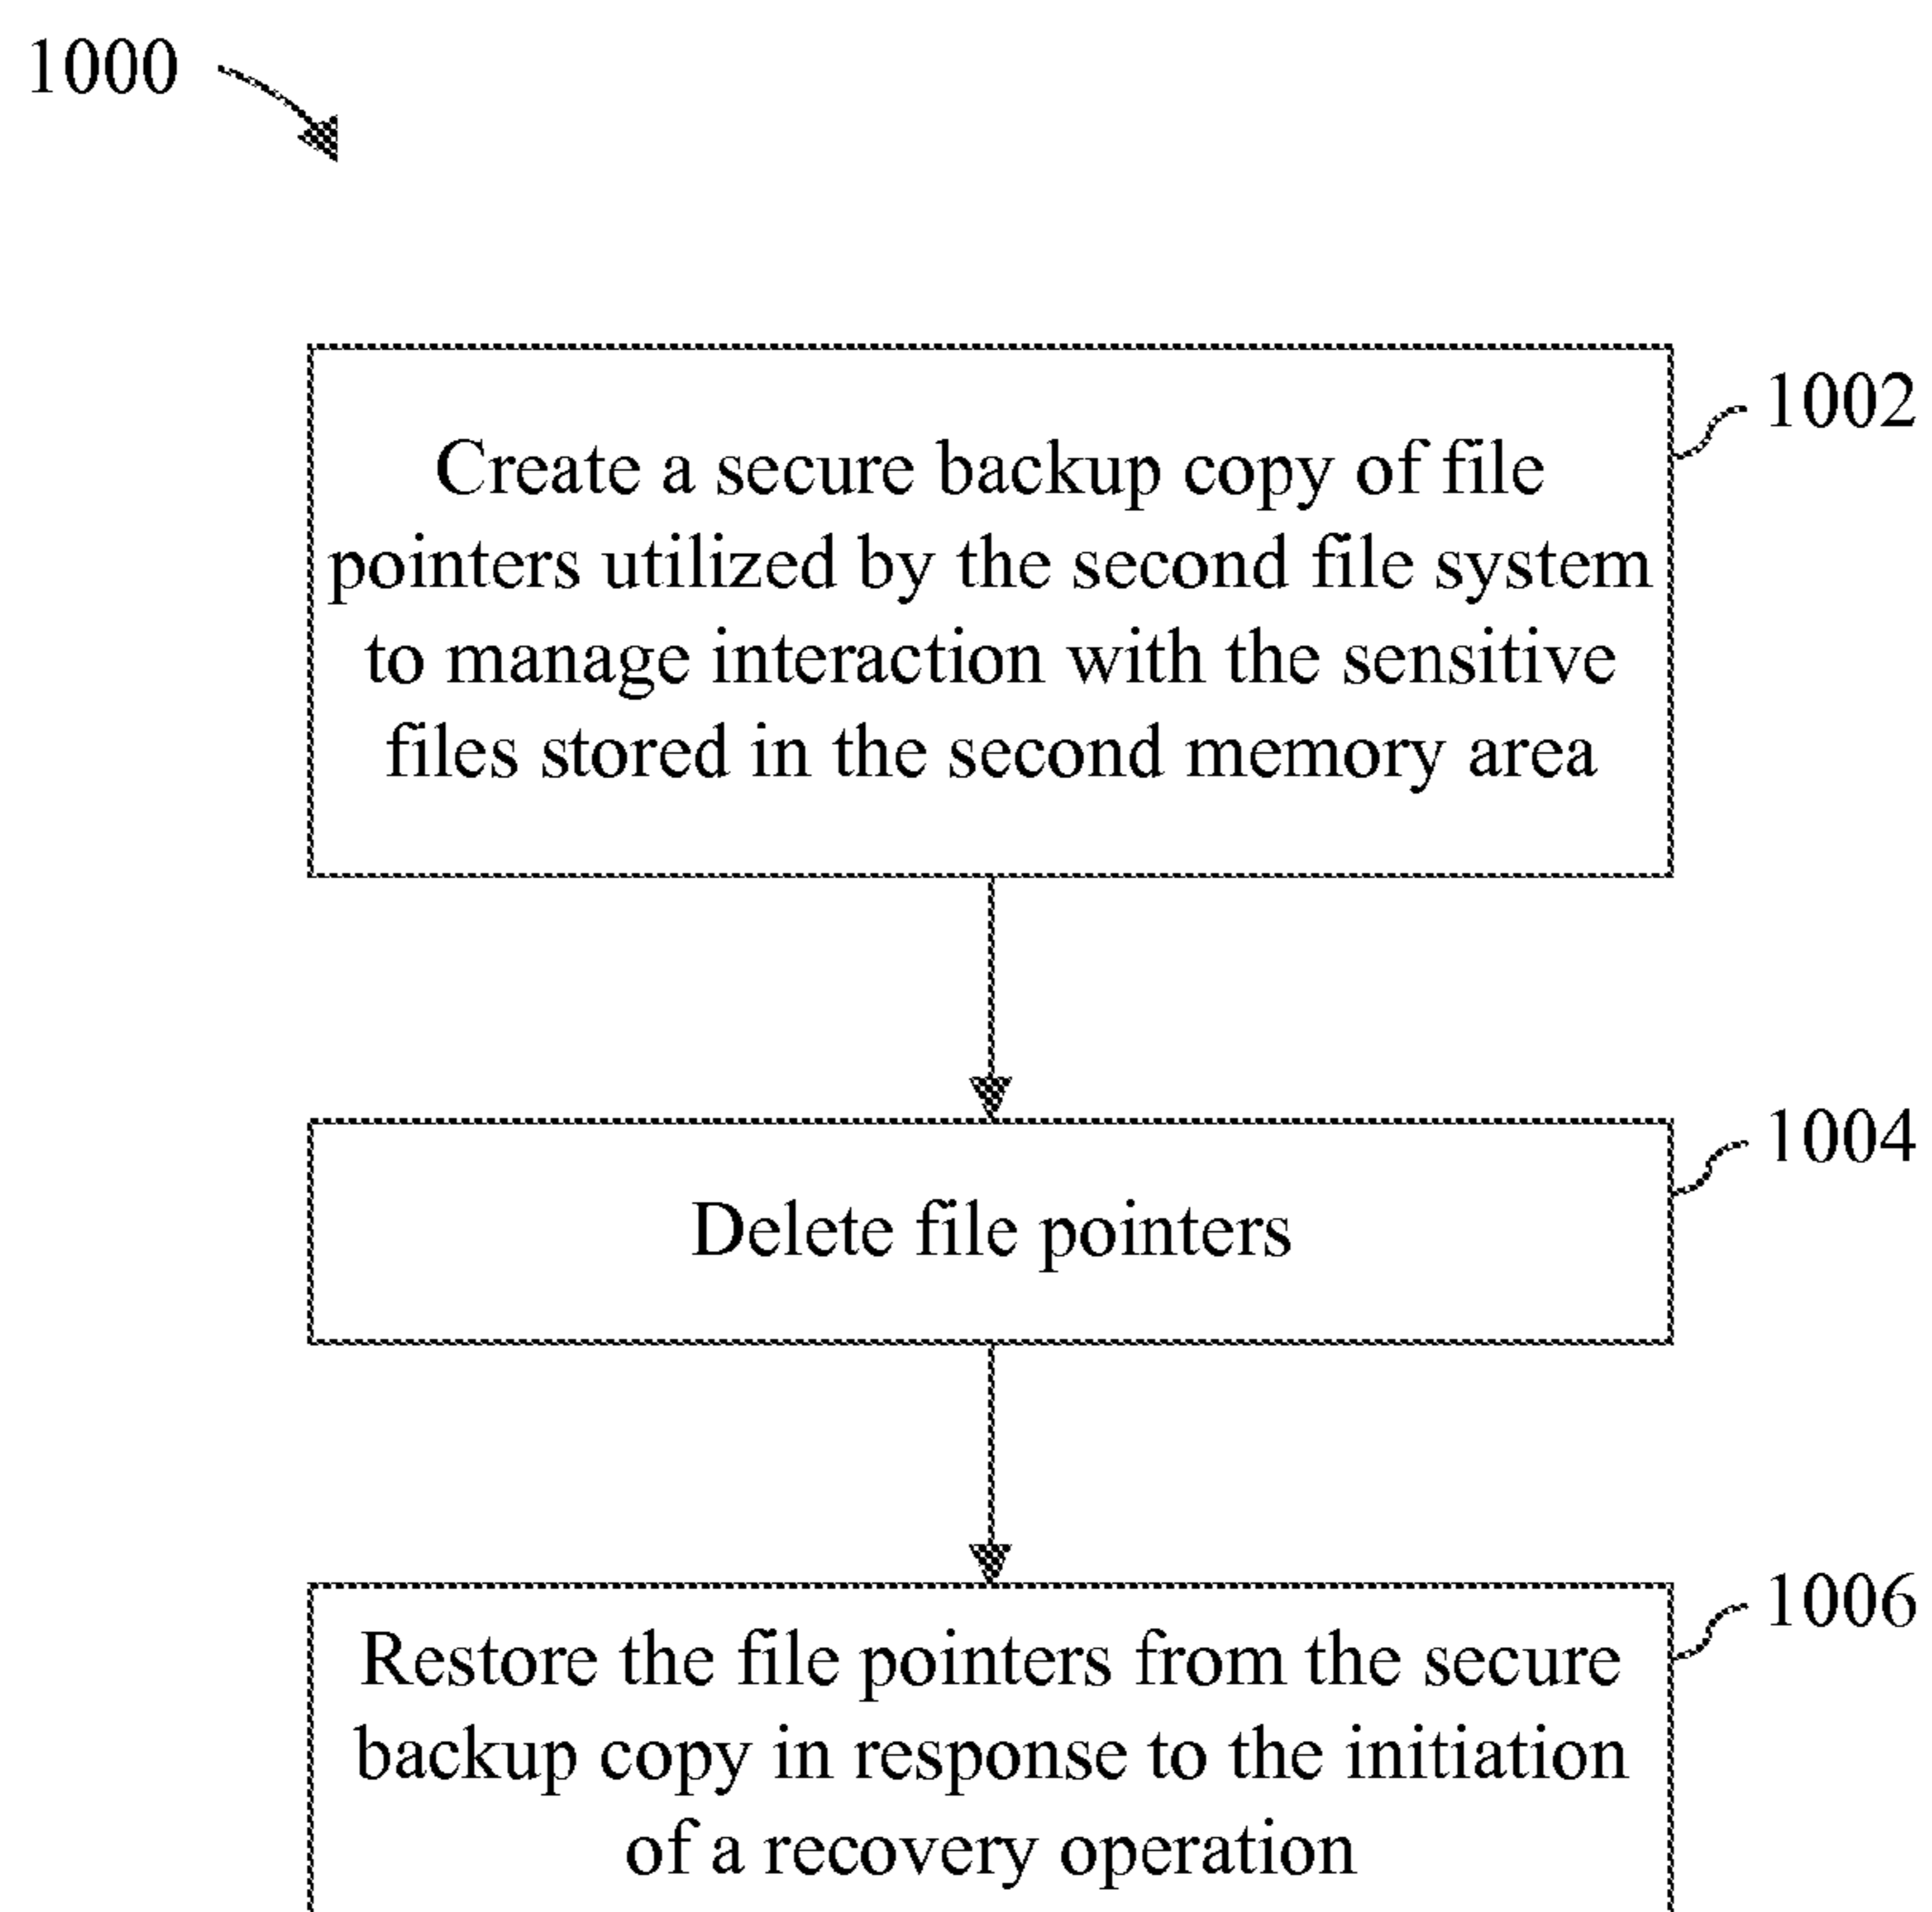 1000
1002
Create a secure backup copy of file
pointers utilized by the second file system
to manage interaction with the sensitive
files stored in the second memory area
1004
Delete file pointers
1006
Restore the file pointers from the secure
backup copy in response to the initiation
of a recovery operation